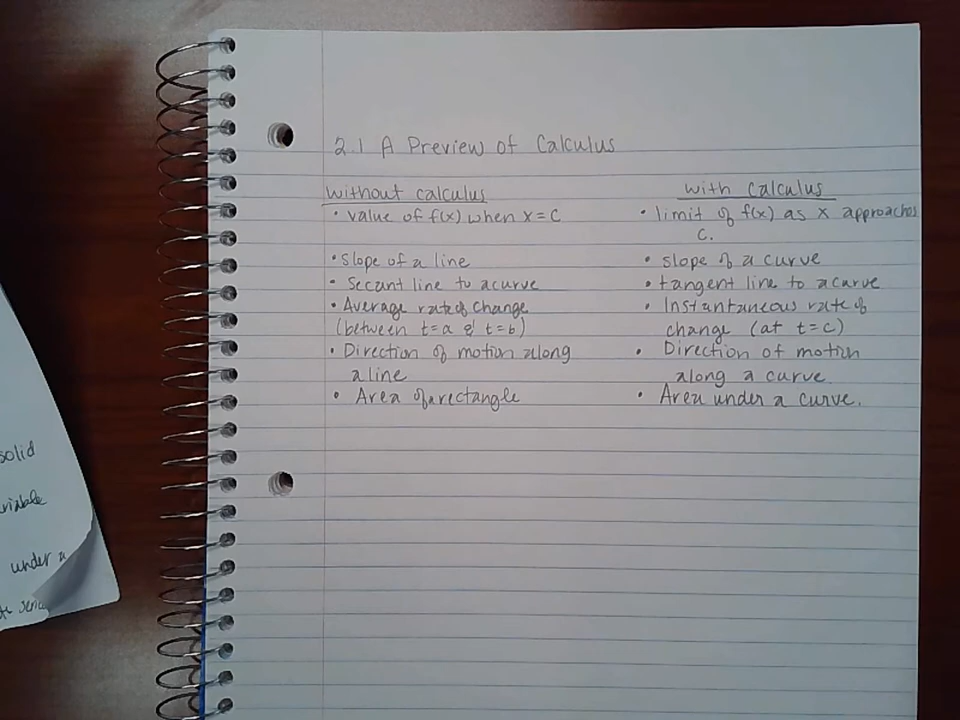 2.1 A Preview of Calculus
without calculus
• value of f(x) when x = c
• Slope of a line
• Secant line to a curve
• Average rate of change
(between t=a & t=b)
• Direction of motion along
a line
• Area of a rectangle
with calculus
• limit of f(x) as x approaches
c.
• slope of a curve
• tangent line to a curve
• Instantaneous rate of
change (at t=c)
• Direction of motion
along a curve
• Area under a curve.
solid
under a